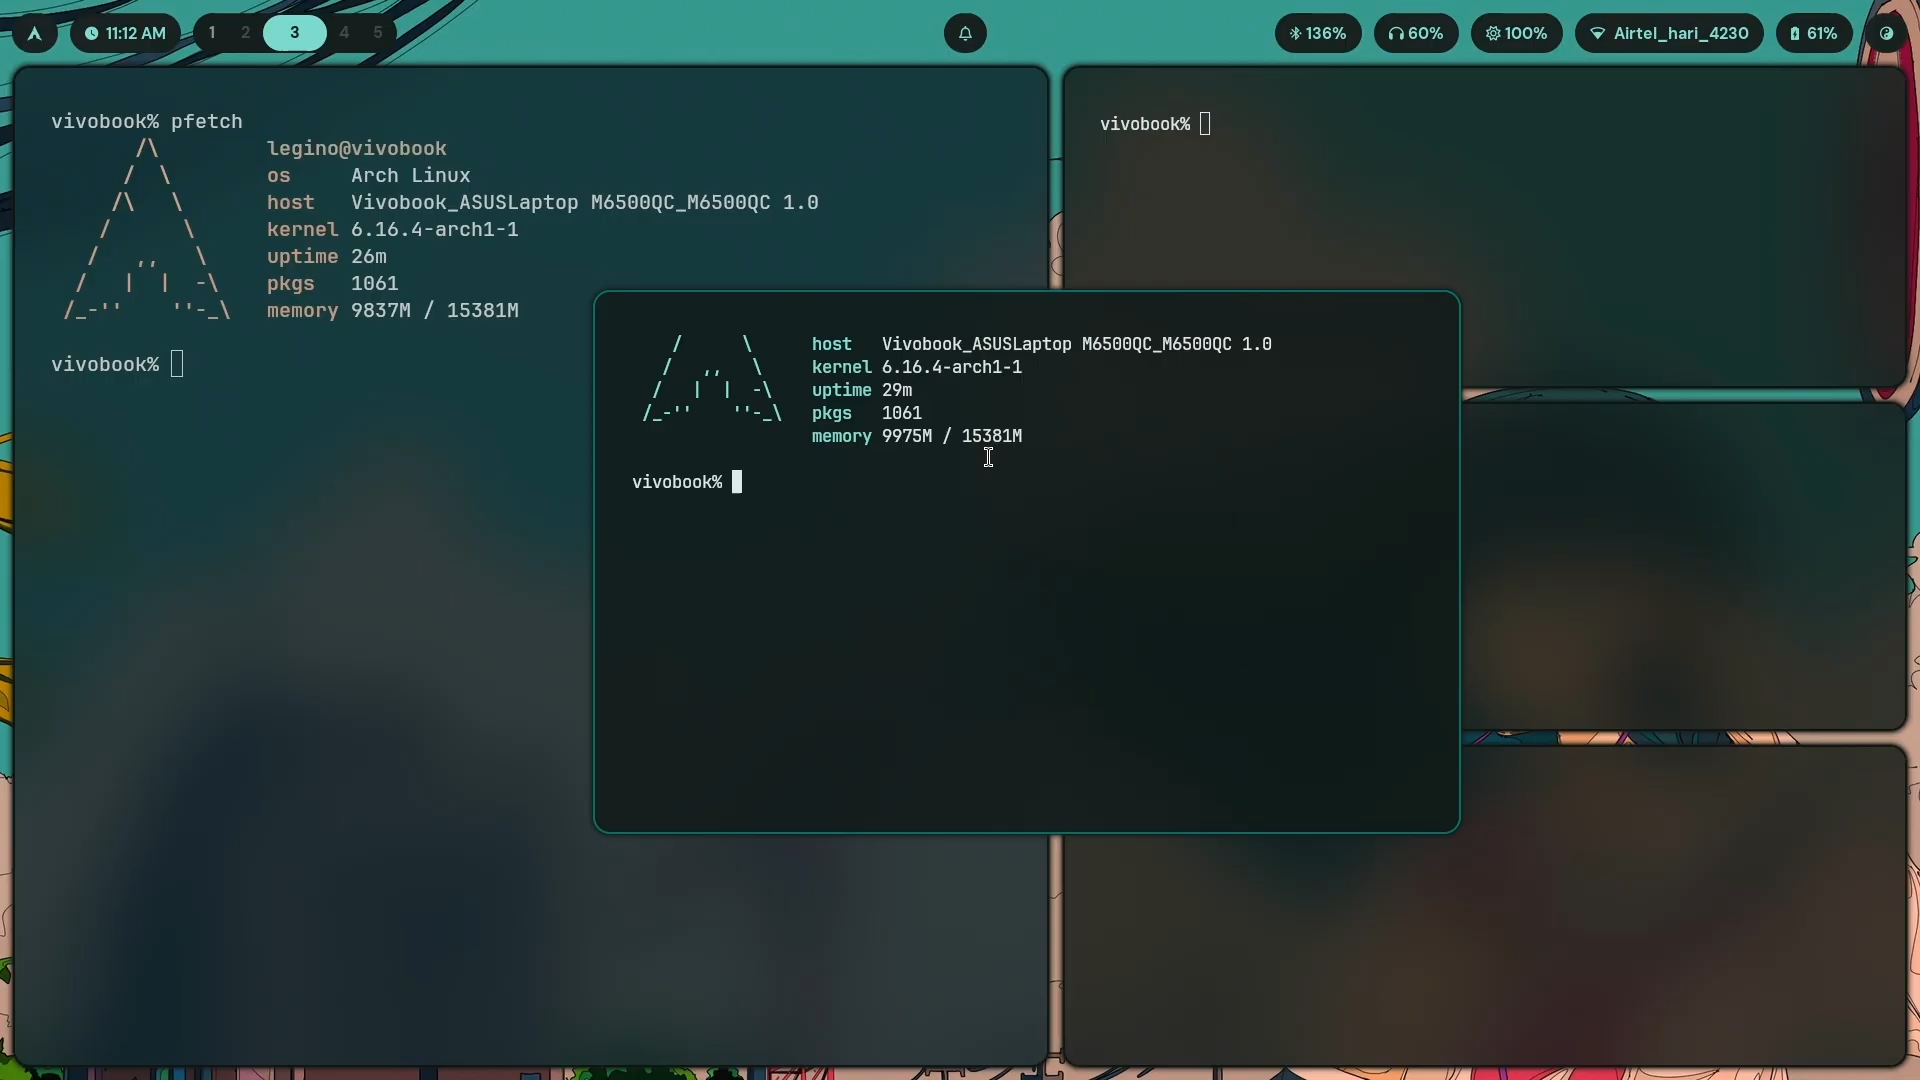 11:12 AM
1 2 3 4 5
136%
60%
100%
Airtel_hari_4230
61%
vivobook% pfetch
legino@vivobook
os Arch Linux
host Vivobook_ASUSLaptop M6500QC_M6500QC 1.0
kernel 6.16.4-arch1-1
uptime 26m
pkgs 1061
memory 9837M / 15381M
vivobook%
vivobook%
host Vivobook_ASUSLaptop M6500QC_M6500QC 1.0
kernel 6.16.4-arch1-1
uptime 29m
pkgs 1061
memory 9975M / 15381M
vivobook%